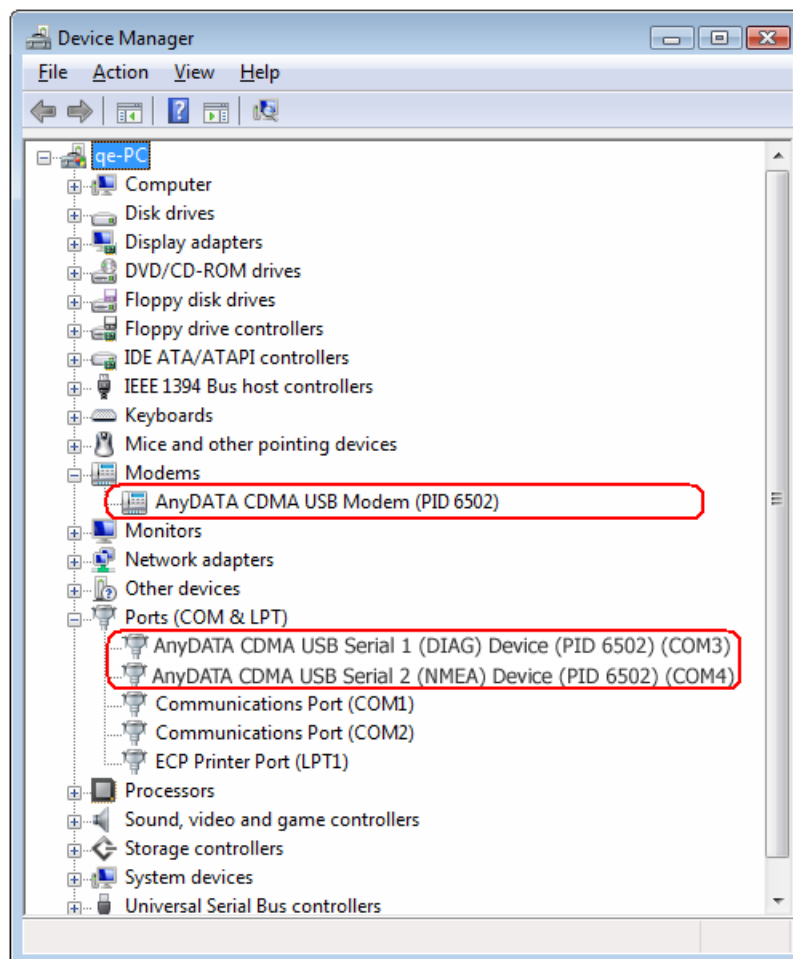 Device Manager
File Action View Help
qe-PC
Computer
Disk drives
Display adapters
DVD/CD-ROM drives
Floppy disk drives
Floppy drive controllers
IDE ATA/ATAPI controllers
IEEE 1394 Bus host controllers
Keyboards
Mice and other pointing devices
Modems
AnyDATA CDMA USB Modem (PID 6502)
Monitors
Network adapters
Other devices
Ports (COM & LPT)
AnyDATA CDMA USB Serial 1 (DIAG) Device (PID 6502) (COM3)
AnyDATA CDMA USB Serial 2 (NMEA) Device (PID 6502) (COM4)
Communications Port (COM1)
Communications Port (COM2)
ECP Printer Port (LPT1)
Processors
Sound, video and game controllers
Storage controllers
System devices
Universal Serial Bus controllers